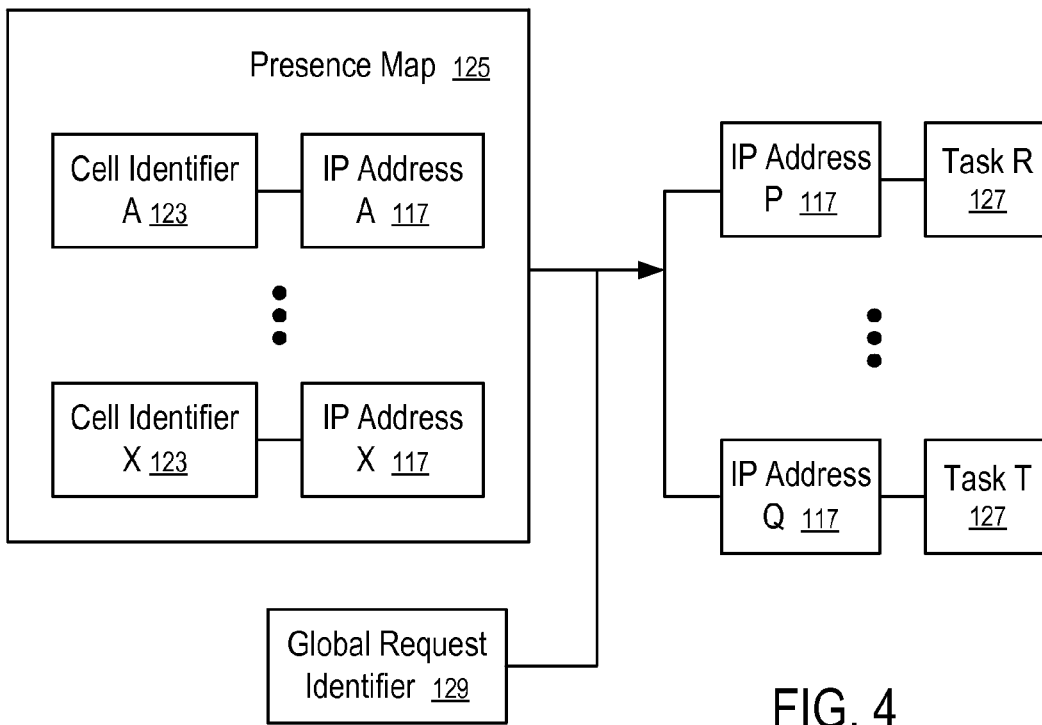 Presence Map 125
Cell Identifier
A 123
IP Address
A 117
Cell Identifier
X 123
IP Address
X 117
IP Address
P 117
Task R
127
IP Address
Q 117
Task T
127
Global Request
Identifier 129
FIG. 4